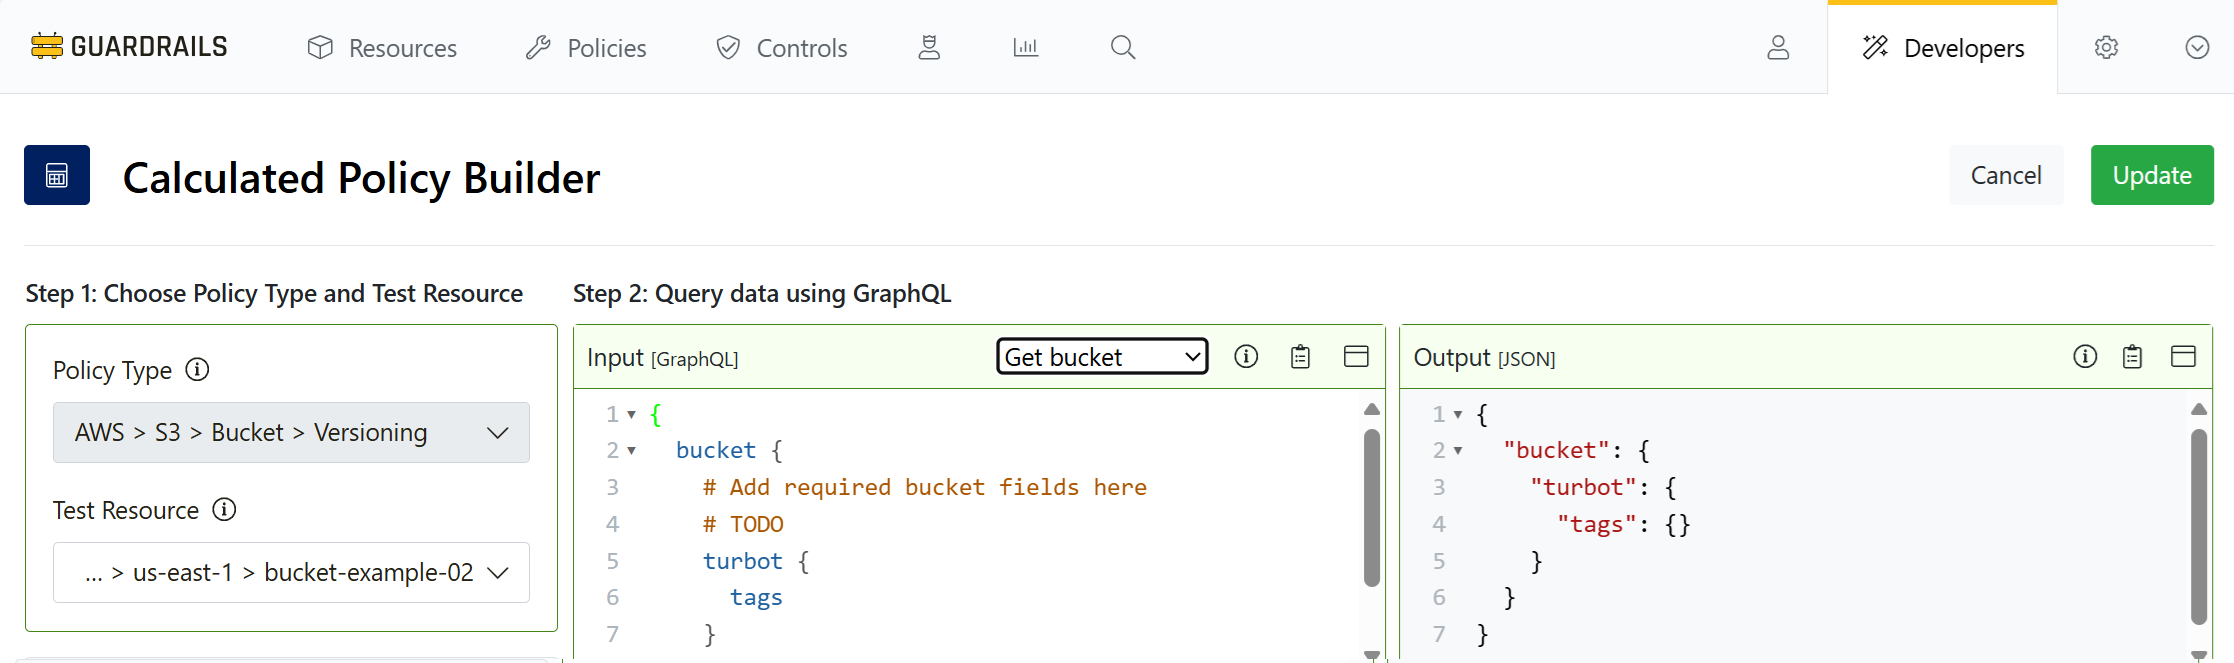 GUARDRAILS Resources Policies Controls Developers
Calculated Policy Builder Cancel Update
Step 1: Choose Policy Type and Test Resource
Policy Type
AWS > S3 > Bucket > Versioning
Test Resource
... > us-east-1 > bucket-example-02
Step 2: Query data using GraphQL
Input [GraphQL] Get bucket
1 {
2 bucket {
3 # Add required bucket fields here
4 # TODO
5 turbot {
6 tags
7 }
Output [JSON]
1 {
2 "bucket": {
3 "turbot": {
4 "tags": {}
5 }
6 }
7 }